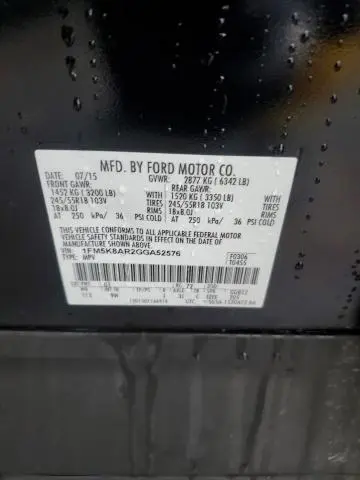 MFD. BY FORD MOTOR CO.
DATE: 07/15 GVWR: 2877 KG ( 6342 LB)
FRONT GAWR: REAR GAWR:
1452 KG ( 3200 LB) 1520 KG ( 3350 LB)
245/55R18 103V TIRES 245/55R18 103V TIRES
18x8.0J RIMS 18x8.0J RIMS
AT 250 kPa/ 36 PSI COLD AT 250 kPa/ 36 PSI COLD
THIS VEHICLE CONFORMS TO ALL APPLICABLE
FEDERAL MOTOR VEHICLE SAFETY
STANDARDS IN EFFECT ON THE DATE OF
MANUFACTURE SHOWN ABOVE.
VIN: 1FM5K8AR2GGA52576
TYPE: MPV F0306
T0455